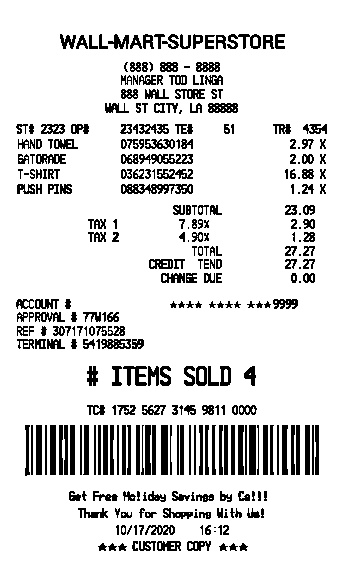 WALL-MART-SUPERSTORE
(888) 888 - 8888
MANAGER TOD LINGA
888 WALL STORE ST
WALL ST CITY, LA 88888
ST# 2323 OP# 23432435 TE# 51 TR# 4354
HAND TOWEL 075953630184 2.97 X
GATORADE 068949055223 2.00 X
T-SHIRT 036231552452 16.88 X
PUSH PINS 088348997350 1.24 X
SUBTOTAL 23.09
TAX 1 7.89% 2.90
TAX 2 4.90% 1.28
TOTAL 27.27
CREDIT TEND 27.27
CHANGE DUE 0.00
ACCOUNT # **** **** ***9999
APPROVAL # 77W166
REF # 307171075528
TERMINAL # 5419885359
# ITEMS SOLD 4
TC# 1752 5627 3145 9811 0000
Get Free Holiday Savings by Cell!
Thank You for Shopping With Us!
10/17/2020 16:12
*** CUSTOMER COPY ***